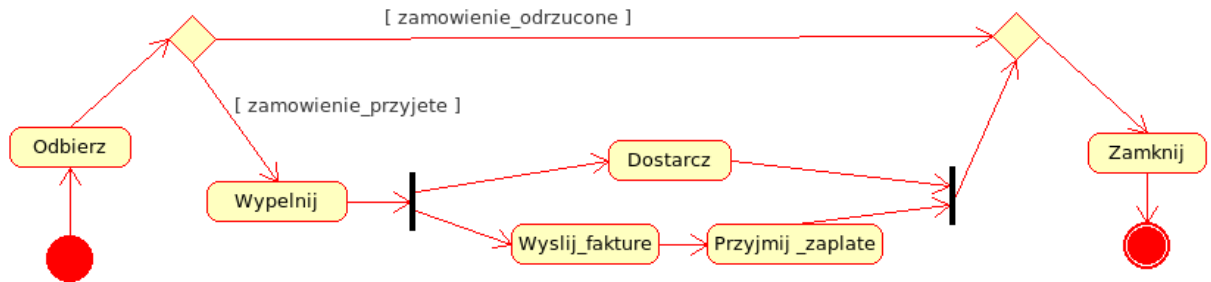 [ zamowienie_odrzucone ]
[ zamowienie_przyjete ]
Odbierz
Dostarcz
Zamknij
Wypelnij
Wyslij_fakture
Przyjmij _zaplate